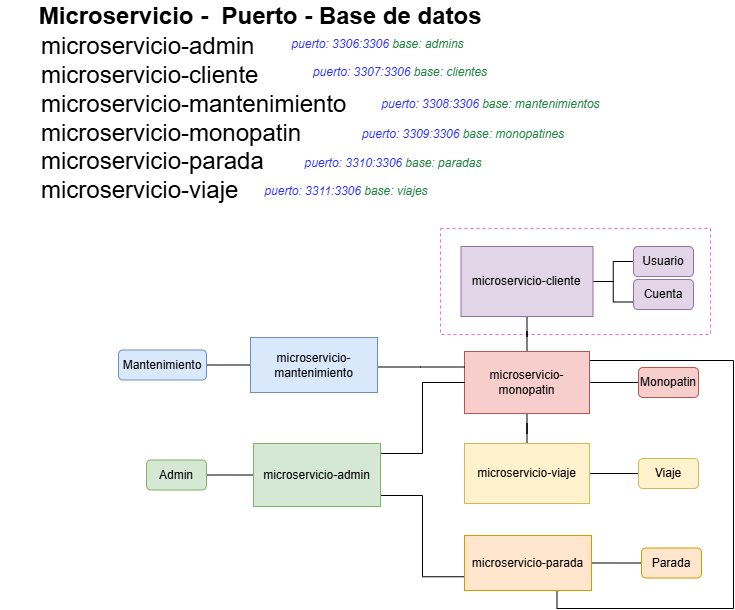 Microservicio - Puerto - Base de datos
microservicio-admin puerto: 3306:3306 base: admins
microservicio-cliente puerto: 3307:3306 base: clientes
microservicio-mantenimiento puerto: 3308:3306 base: mantenimientos
microservicio-monopatin puerto: 3309:3306 base: monopatines
microservicio-parada puerto: 3310:3306 base: paradas
microservicio-viaje puerto: 3311:3306 base: viajes
microservicio-cliente
Usuario
Cuenta
Mantenimiento
microservicio-
mantenimiento
microservicio-
monopatin
Monopatin
Admin
microservicio-admin
microservicio-viaje
Viaje
microservicio-parada
Parada